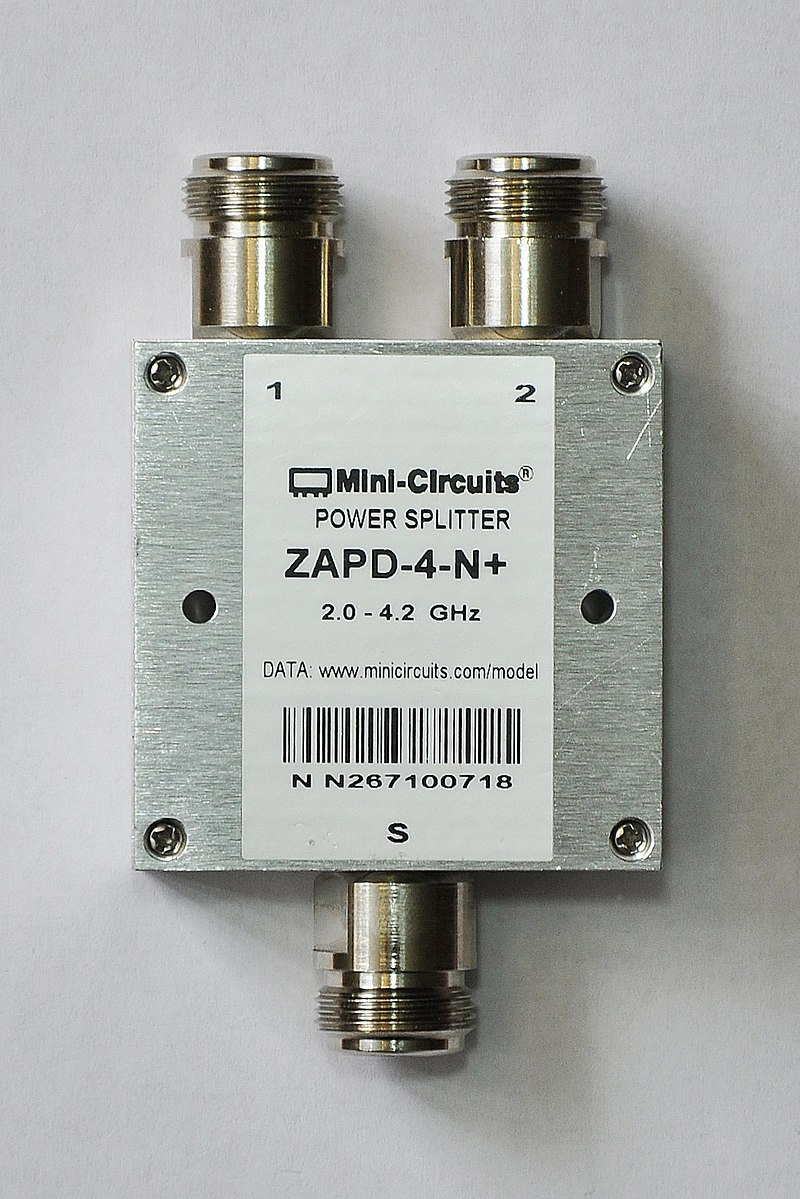 1 2
Mini-Circuits®
POWER SPLITTER
ZAPD-4-N+
2.0 - 4.2 GHz
DATA: www.minicircuits.com/model
N N267100718
S